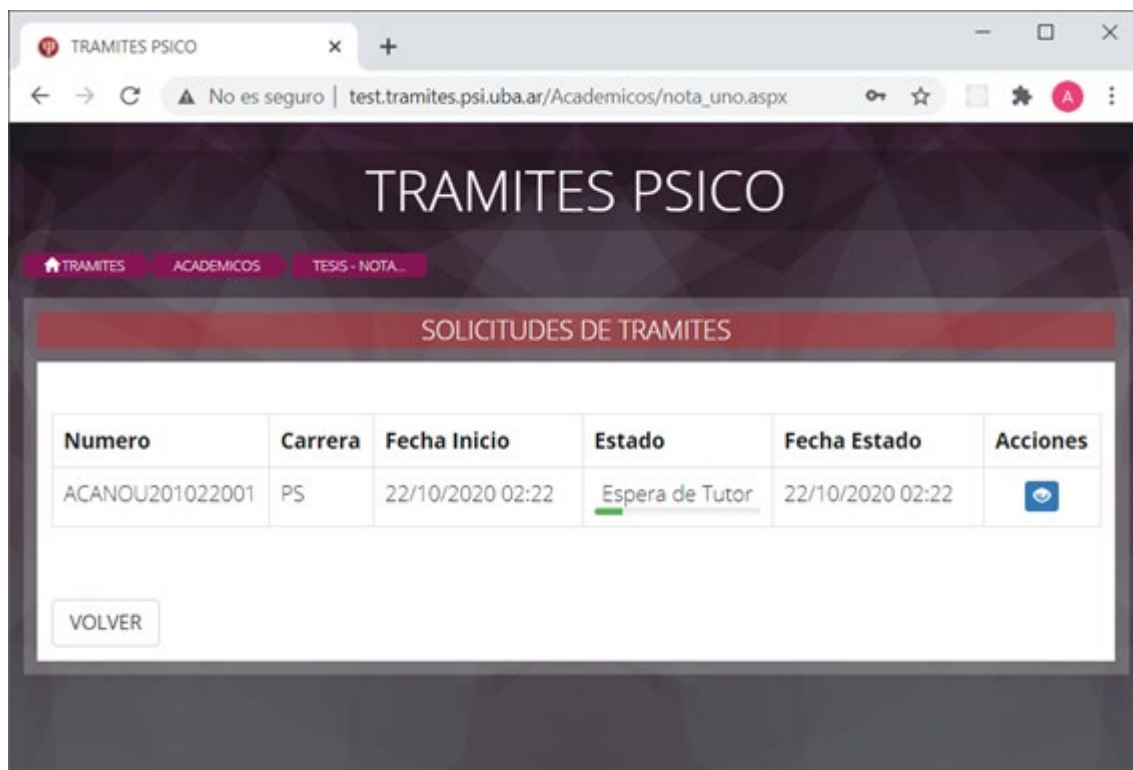 TRAMITES PSICO
No es seguro | test.tramites.psi.uba.ar/Academicos/nota_uno.aspx
A
TRAMITES PSICO
TRAMITES ACADEMICOS TESIS - NOTA...
SOLICITUDES DE TRAMITES
Numero Carrera Fecha Inicio Estado Fecha Estado Acciones
ACANOU201022001 PS 22/10/2020 02:22 Espera de Tutor 22/10/2020 02:22
VOLVER